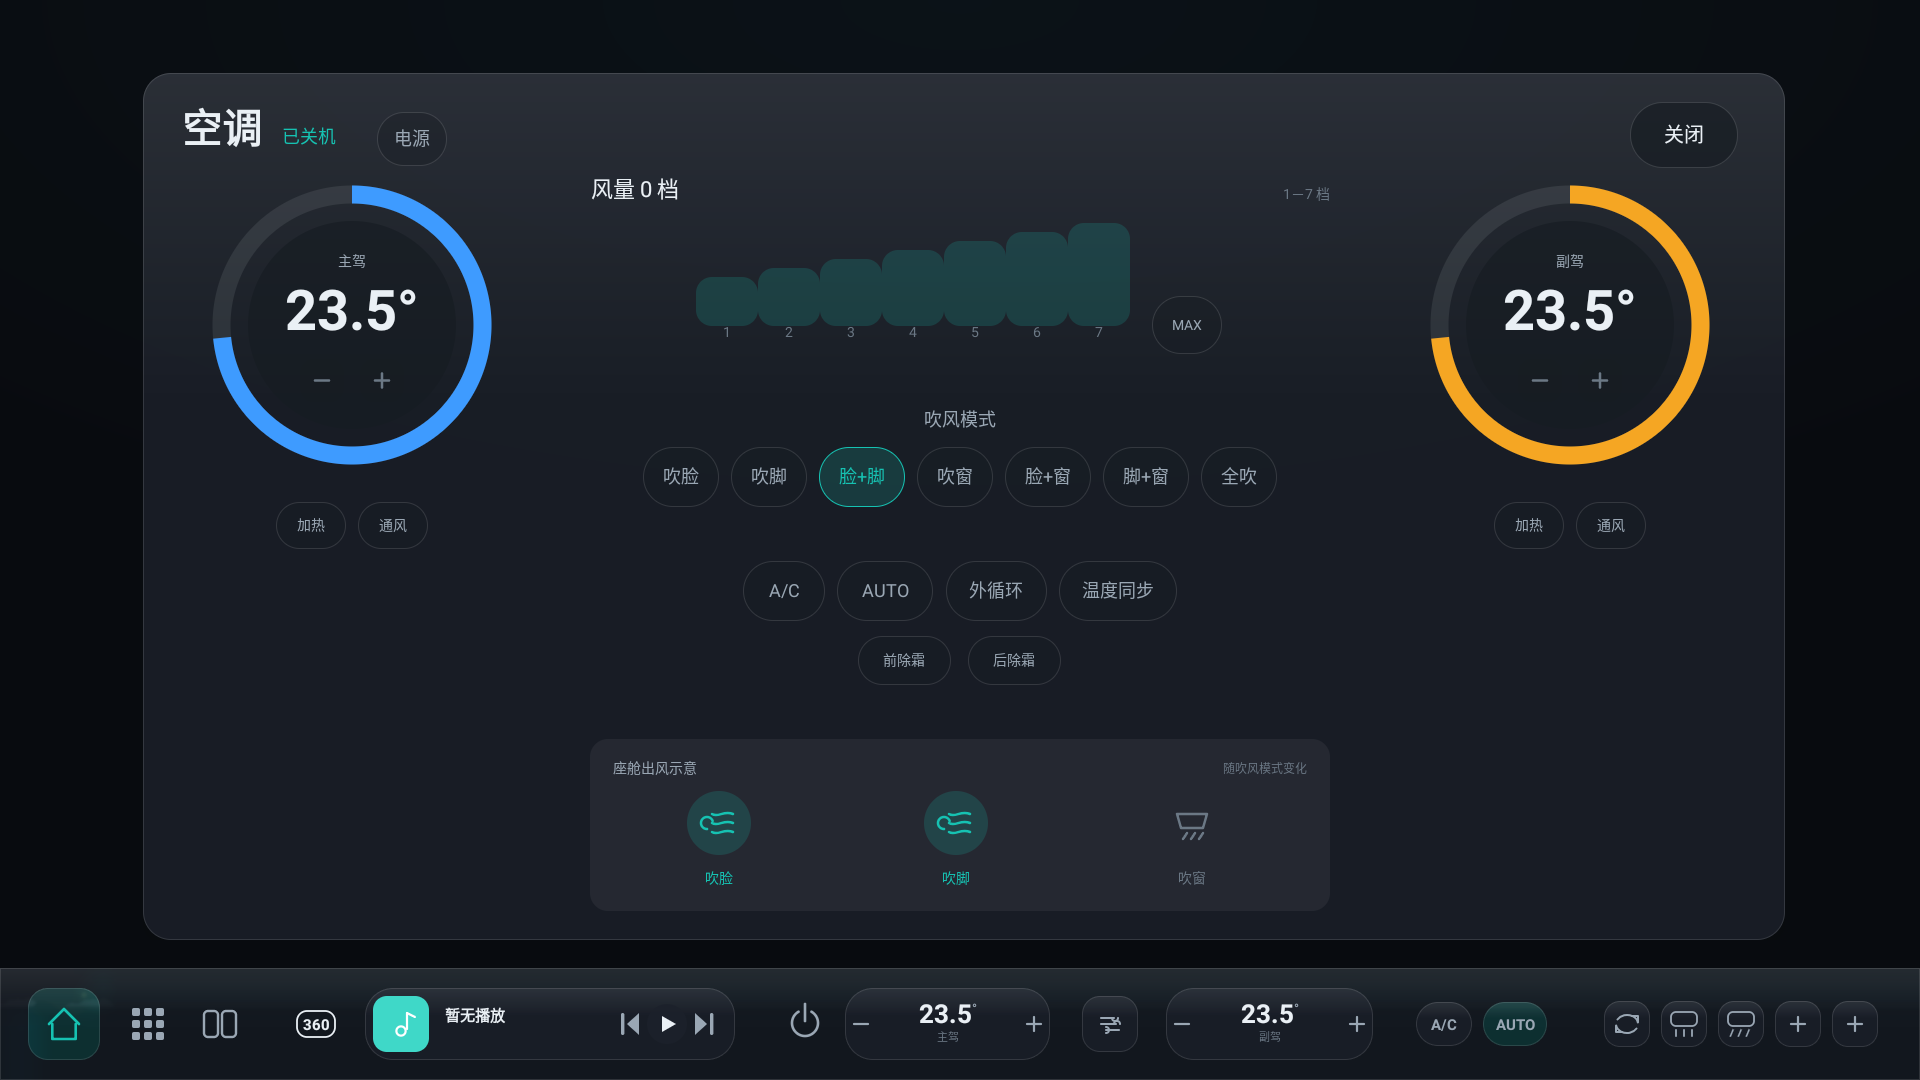 空调
已关机
电源
关闭
风量 0 档
1—7 档
主驾
23.5°
− +
加热
通风
1
2
3
4
5
6
7
MAX
吹风模式
吹脸
吹脚
脸+脚
吹窗
脸+窗
脚+窗
全吹
A/C
AUTO
外循环
温度同步
前除霜
后除霜
副驾
23.5°
− +
加热
通风
座舱出风示意
随吹风模式变化
吹脸
吹脚
吹窗
360
暂无播放
− 23.5° +
主驾
− 23.5° +
副驾
A/C
AUTO
+
+